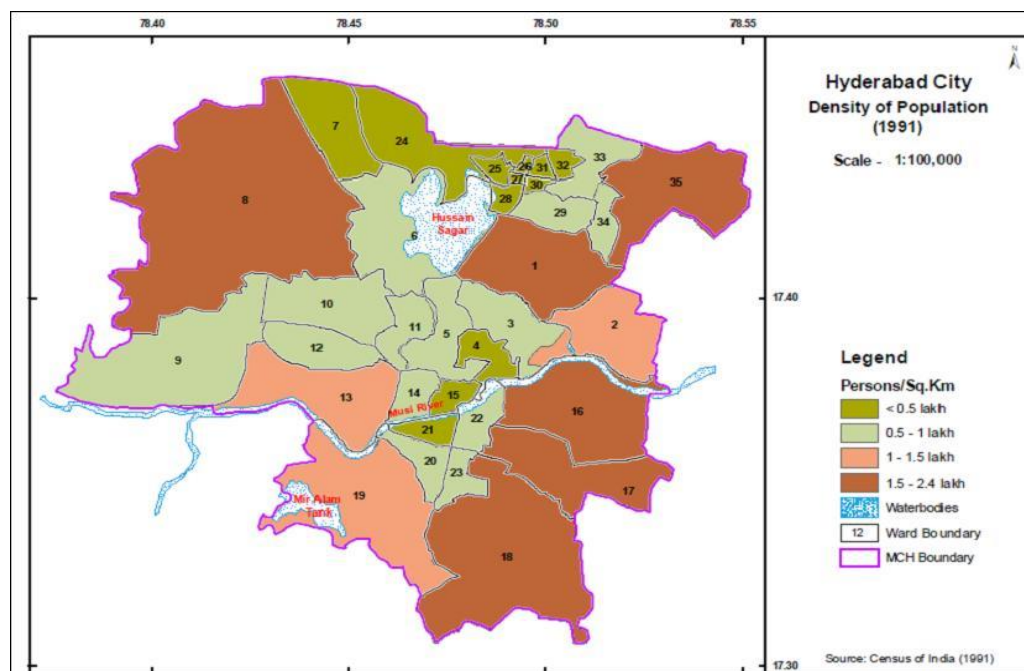 78.40
78.45
78.50
78.55
N
Hyderabad City
Density of Population
(1991)
Scale - 1:100,000
7
24
8
25
26
31
32
33
27
30
28
35
29
34
Hussain
Sagar
6
1
17.40
10
11
5
3
2
4
12
9
13
14
15
Musi River
22
16
21
20
23
17
19
Mir Alam
Tank
18
Legend
Persons/Sq.Km
< 0.5 lakh
0.5 - 1 lakh
1 - 1.5 lakh
1.5 - 2.4 lakh
Waterbodies
12 Ward Boundary
MCH Boundary
17.30
Source: Census of India (1991)